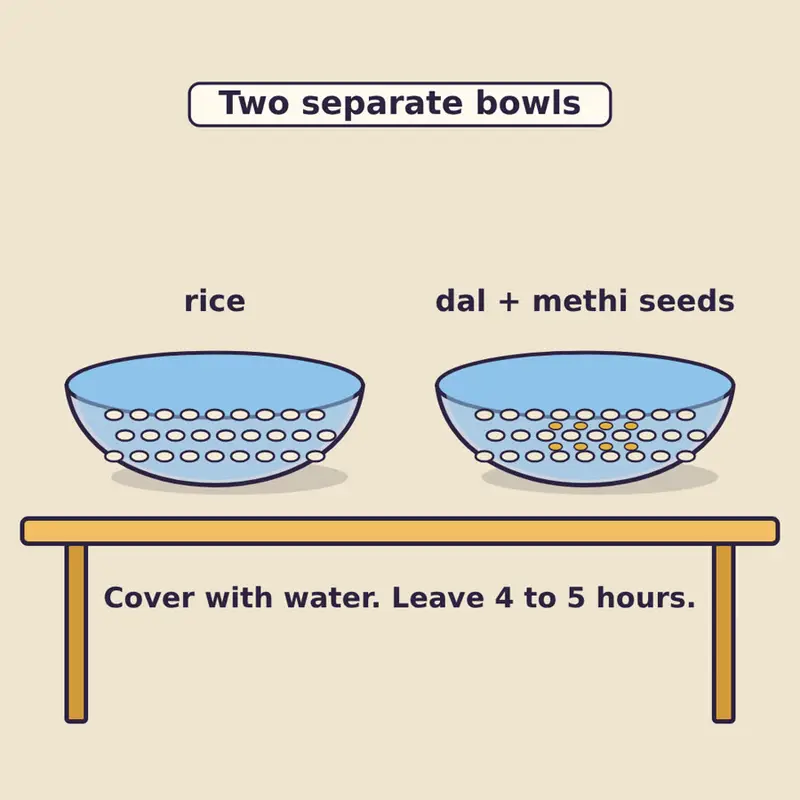 Two separate bowls
rice
dal + methi seeds
Cover with water. Leave 4 to 5 hours.